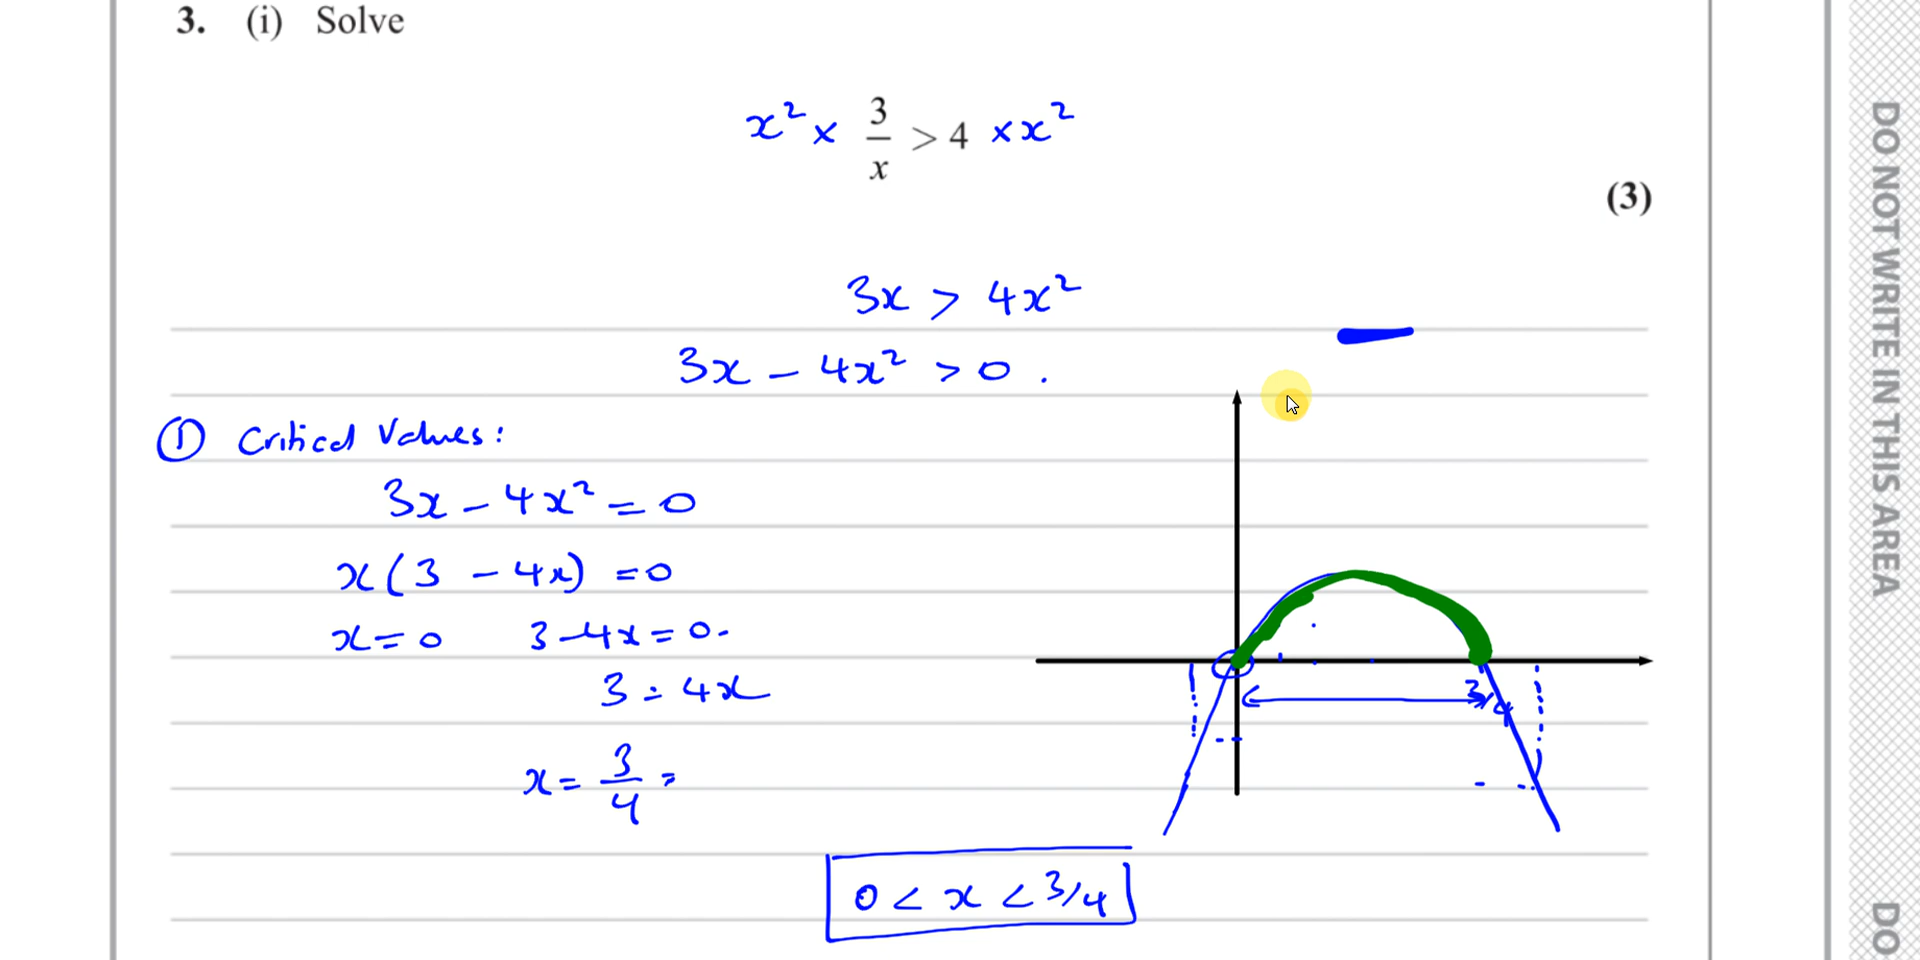 3. (i) Solve
x² × 3/x > 4 × x²
(3)
3x > 4x²
3x - 4x² > 0.
① Critical Values:
3x - 4x² = 0
x(3 - 4x) = 0
x = 0 3 - 4x = 0.
3 = 4x
3/4
x = 3/4
0 < x < 3/4
DO NOT WRITE IN THIS AREA
DO